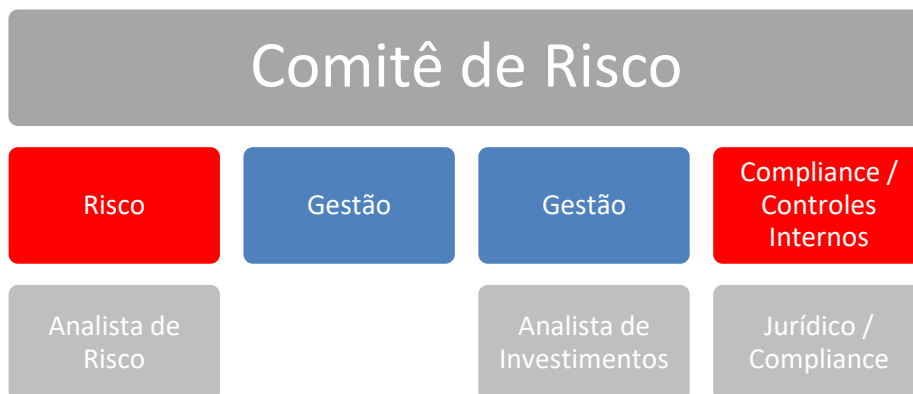 Comitê de Risco
Risco
Gestão
Gestão
Compliance /
Controles
Internos
Analista de
Risco
Analista de
Investimentos
Jurídico /
Compliance